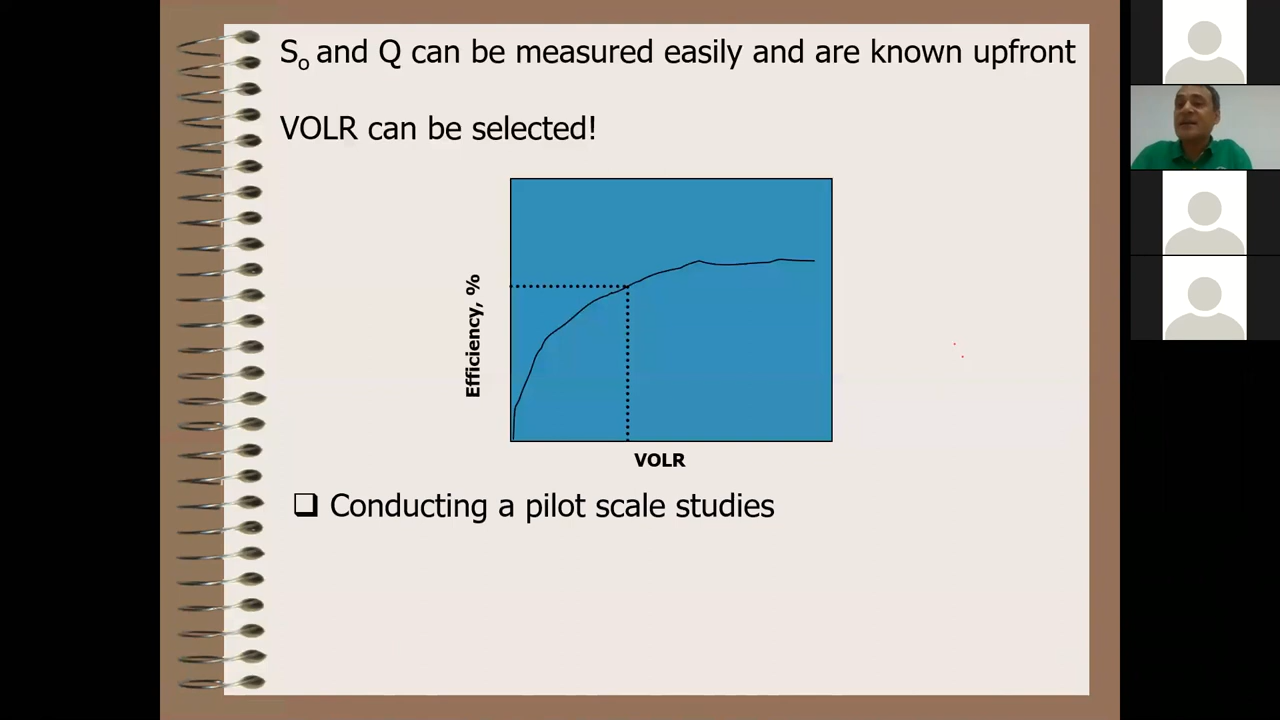 So and Q can be measured easily and are known upfront
VOLR can be selected!
Efficiency, %
VOLR
Conducting a pilot scale studies